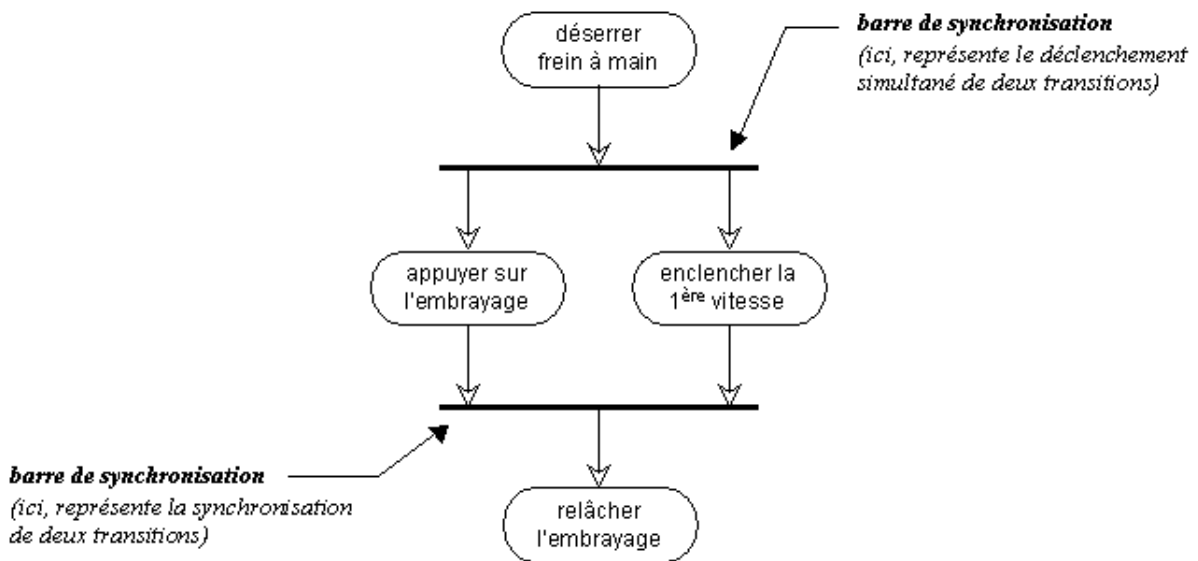 déserrer
frein à main
barre de synchronisation
(ici, représente le déclenchement
simultané de deux transitions)
appuyer sur
l'embrayage
enclencher la
1ère vitesse
barre de synchronisation
(ici, représente la synchronisation
de deux transitions)
relâcher
l'embrayage